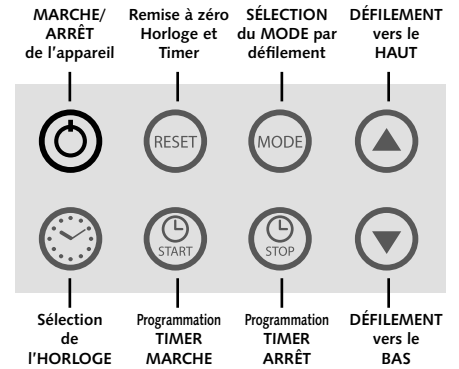 MARCHE/
ARRÊT
de l'appareil
Remise à zéro
Horloge et
Timer
SÉLECTION
du MODE par
défilement
DÉFILEMENT
vers le
HAUT
RESET
MODE
START
STOP
Sélection
de
l'HORLOGE
Programmation
TIMER
MARCHE
Programmation
TIMER
ARRÊT
DÉFILEMENT
vers le
BAS